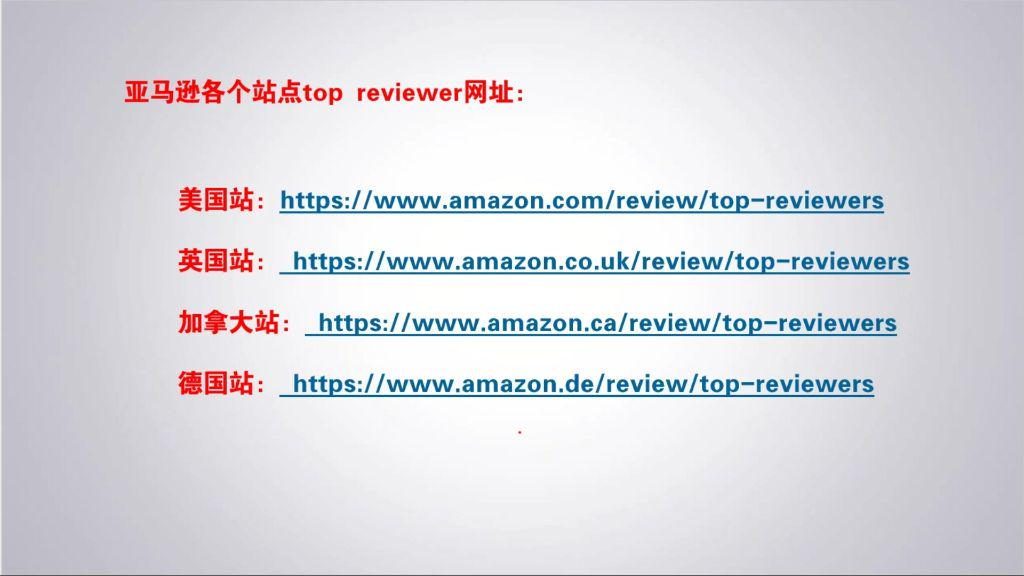 亚马逊各个站点top reviewer网址：
美国站：https://www.amazon.com/review/top-reviewers
英国站： https://www.amazon.co.uk/review/top-reviewers
加拿大站： https://www.amazon.ca/review/top-reviewers
德国站： https://www.amazon.de/review/top-reviewers